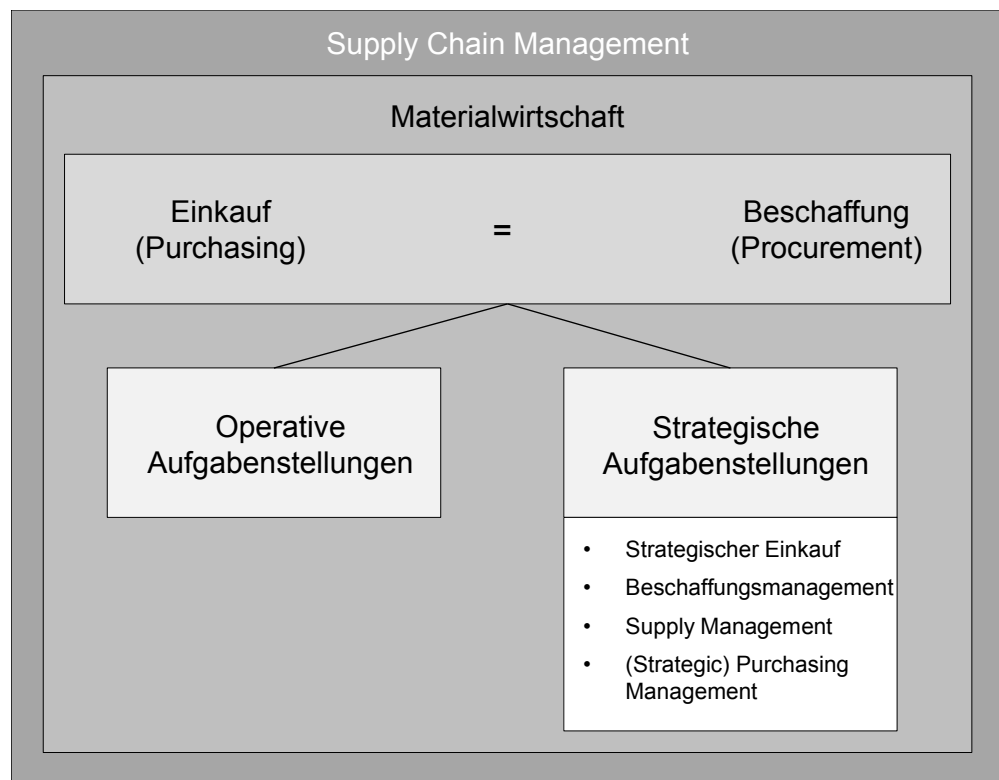 Supply Chain Management
Materialwirtschaft
Einkauf
(Purchasing)
=
Beschaffung
(Procurement)
Operative
Aufgabenstellungen
Strategische
Aufgabenstellungen
• Strategischer Einkauf
• Beschaffungsmanagement
• Supply Management
• (Strategic) Purchasing
Management